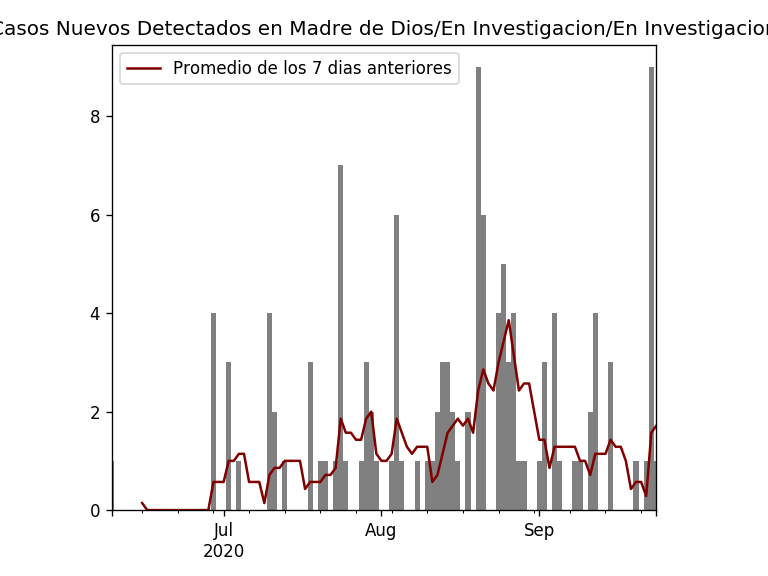 Casos Nuevos Detectados en Madre de Dios/En Investigacion/En Investigacion
Promedio de los 7 dias anteriores
8
6
4
2
0
Jul
2020
Aug
Sep